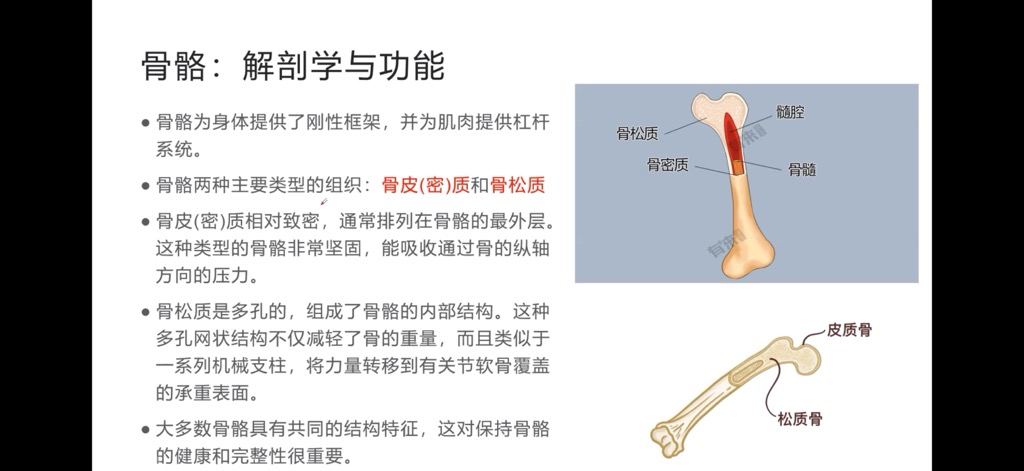 骨骼：解剖学与功能
● 骨骼为身体提供了刚性框架，并为肌肉提供杠杆
系统。
● 骨骼两种主要类型的组织：骨皮(密)质和骨松质
● 骨皮(密)质相对致密，通常排列在骨骼的最外层。
这种类型的骨骼非常坚固，能吸收通过骨的纵轴
方向的压力。
● 骨松质是多孔的，组成了骨骼的内部结构。这种
多孔网状结构不仅减轻了骨的重量，而且类似于
一系列机械支柱，将力量转移到有关节软骨覆盖
的承重表面。
● 大多数骨骼具有共同的结构特征，这对保持骨骼
的健康和完整性很重要。
髓腔
骨松质
骨密质
骨髓
皮质骨
松质骨